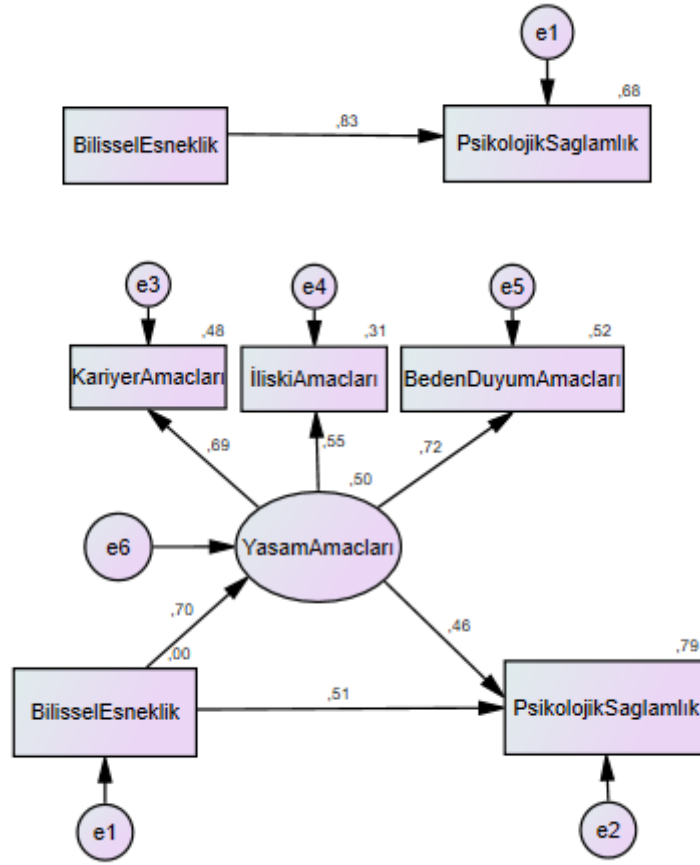 e1
,68
,83
BilisselEsneklik
PsikolojikSaglamlık
e3
e4
e5
,48
,31
,52
KariyerAmacları
İliskiAmacları
BedenDuyumAmacları
,69
,55
,72
,50
e6
YasamAmacları
,70
,46
,00
,79
BilisselEsneklik
,51
PsikolojikSaglamlık
e1
e2